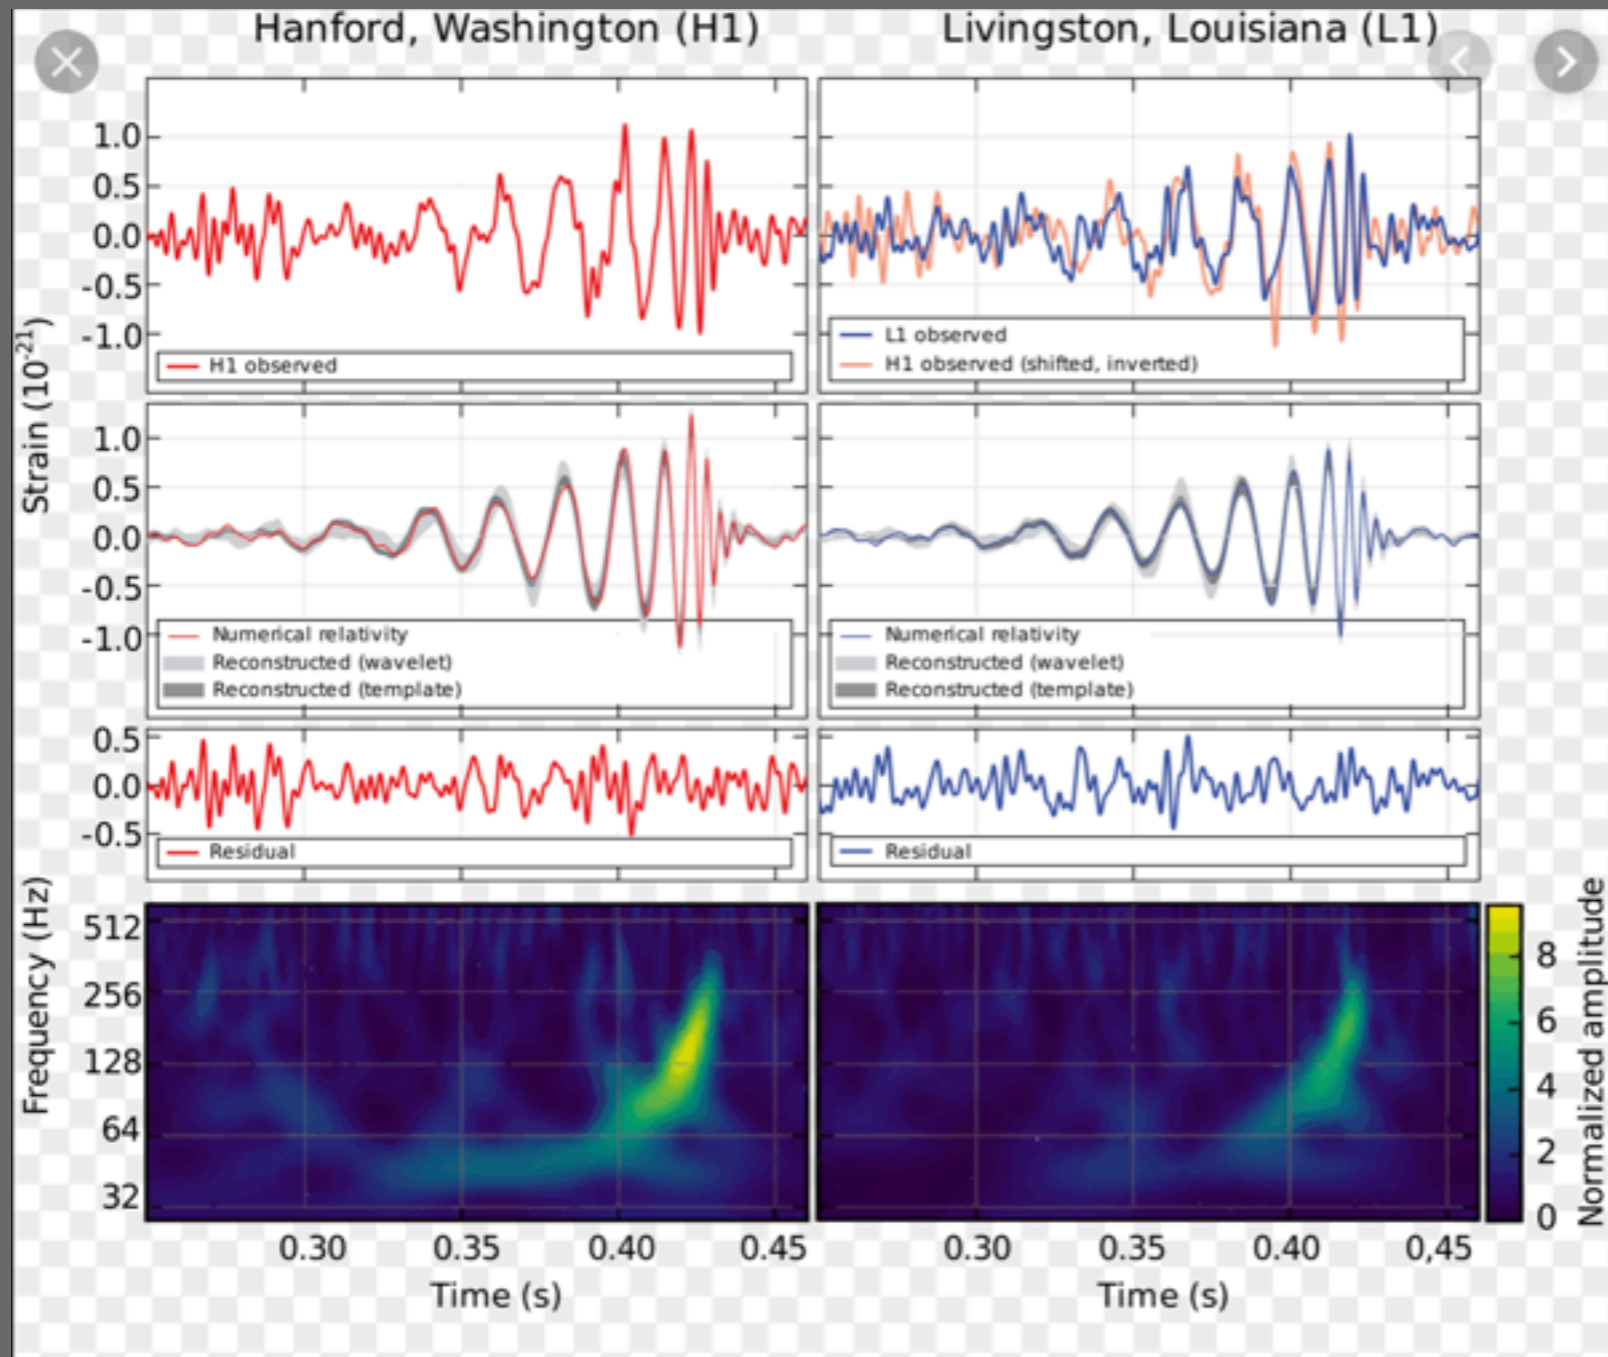 Hanford, Washington (H1)
Livingston, Louisiana (L1)
Strain (10-21)
1.0
0.5
0.0
-0.5
-1.0
H1 observed
L1 observed
H1 observed (shifted, inverted)
1.0
0.5
0.0
-0.5
-1.0
Numerical relativity
Reconstructed (wavelet)
Reconstructed (template)
Numerical relativity
Reconstructed (wavelet)
Reconstructed (template)
0.5
0.0
-0.5
Residual
Residual
Frequency (Hz)
512
256
128
64
32
8
6
4
2
0
Normalized amplitude
0.30 0.35 0.40 0.45
0.30 0.35 0.40 0,45
Time (s)
Time (s)